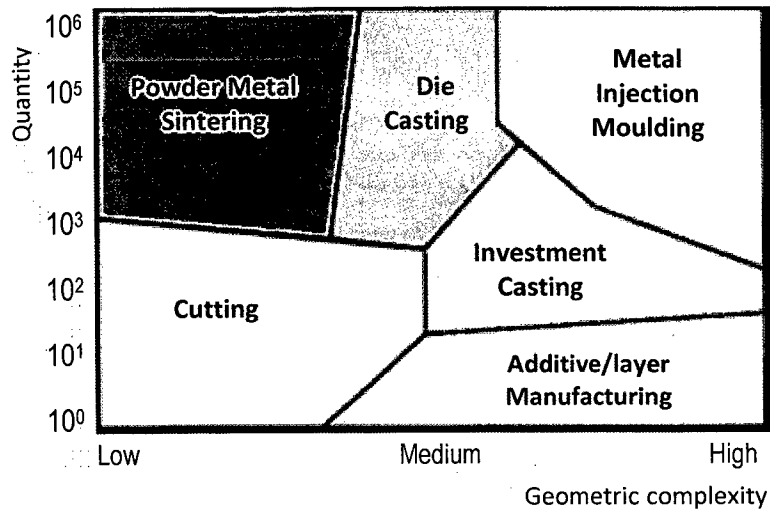 Quantity
10⁶
10⁵
10⁴
10³
10²
10¹
10⁰
Powder Metal
Sintering
Die
Casting
Metal
Injection
Moulding
Cutting
Investment
Casting
Additive/layer
Manufacturing
Low
Medium
High
Geometric complexity